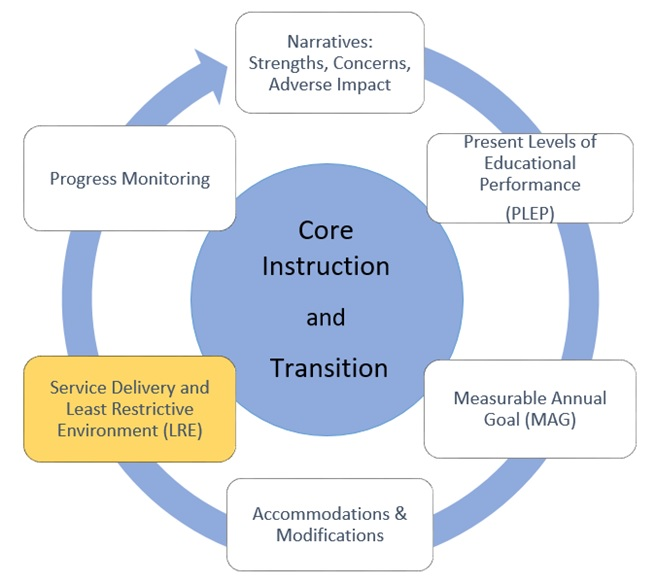 Narratives:
Strengths, Concerns,
Adverse Impact
Present Levels of
Educational
Performance
(PLEP)
Measurable Annual
Goal (MAG)
Accommodations &
Modifications
Service Delivery and
Least Restrictive
Environment (LRE)
Progress Monitoring
Core
Instruction
and
Transition